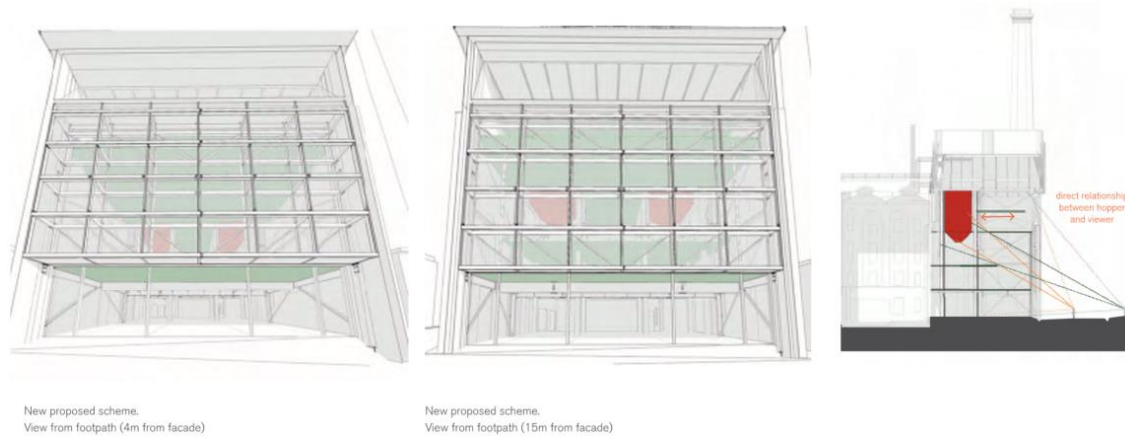 direct relationship
between hopper
and viewer
New proposed scheme.
View from footpath (4m from facade)
New proposed scheme.
View from footpath (15m from facade)